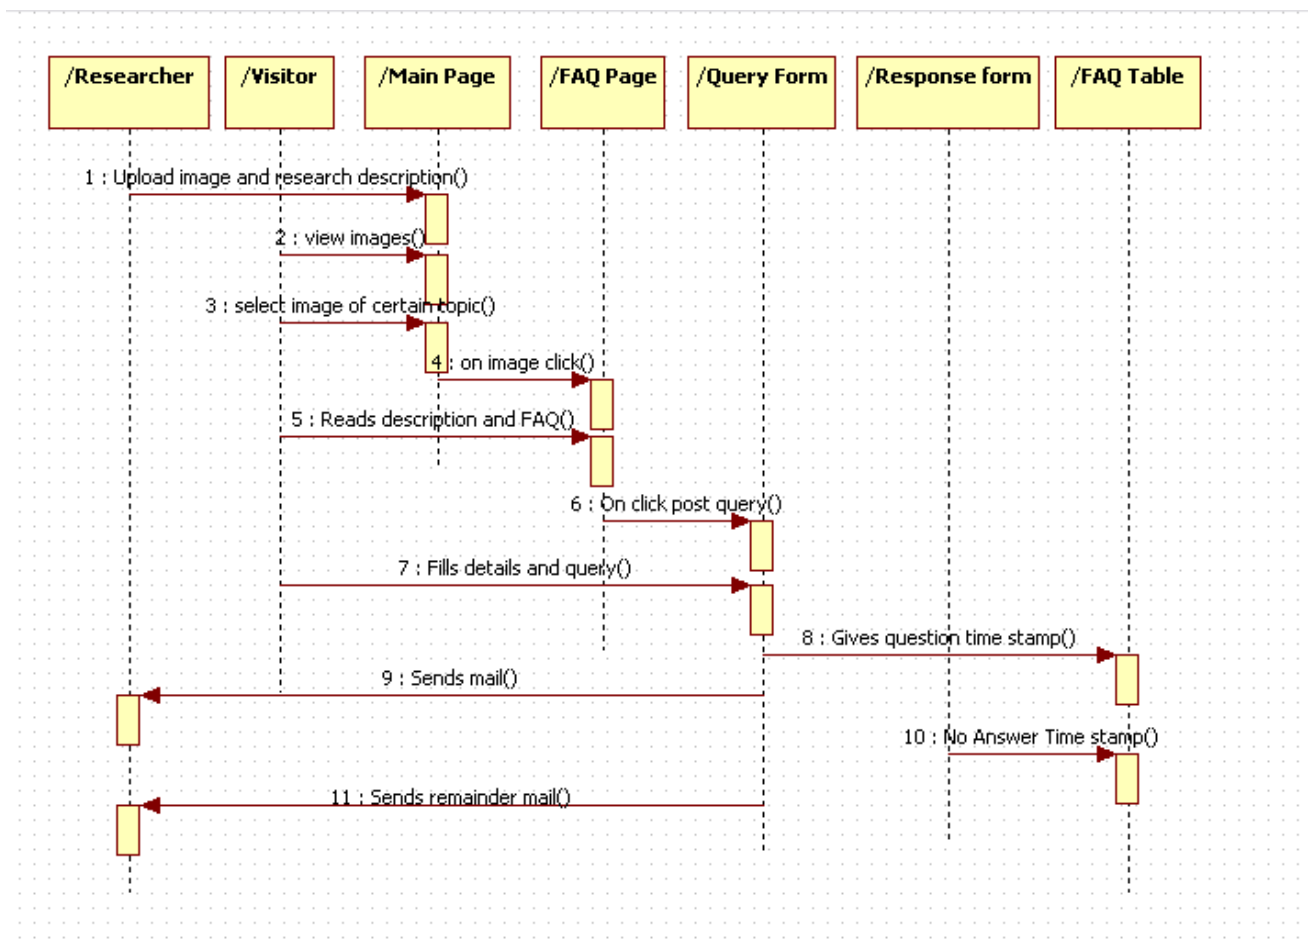 /Researcher
/Visitor
/Main Page
/FAQ Page
/Query Form
/Response form
/FAQ Table
1 : Upload image and research description()
2 : view images()
3 : select image of certain topic()
4 : on image click()
5 : Reads description and FAQ()
6 : On click post query()
7 : Fills details and query()
8 : Gives question time stamp()
9 : Sends mail()
10 : No Answer Time stamp()
11 : Sends remainder mail()